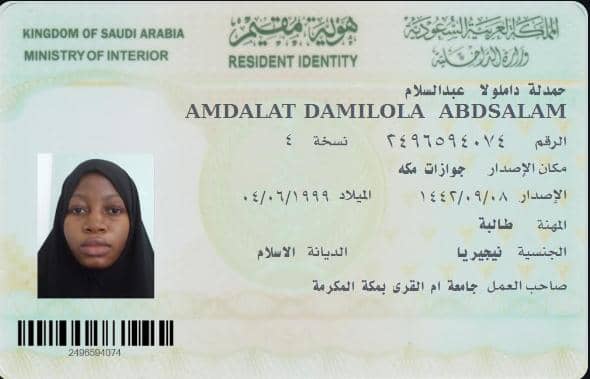 KINGDOM OF SAUDI ARABIA
MINISTRY OF INTERIOR
هوية مقيم
RESIDENT IDENTITY
المملكة العربية السعودية
وزارة الداخلية
حمدلة داملولا عبدالسلام
AMDALAT DAMILOLA ABDSALAM
الرقم ٢٤٩٦٥٩٤٠٧٤ نسخة ٤
مكان الإصدار جوازات مكه
الإصدار ١٤٤٢/٠٩/٠٨ الميلاد ٠٤/٠٦/١٩٩٩
المهنة طالبة
الجنسية نيجيريا الديانة الاسلام
صاحب العمل جامعة ام القرى بمكة المكرمة
2496594074